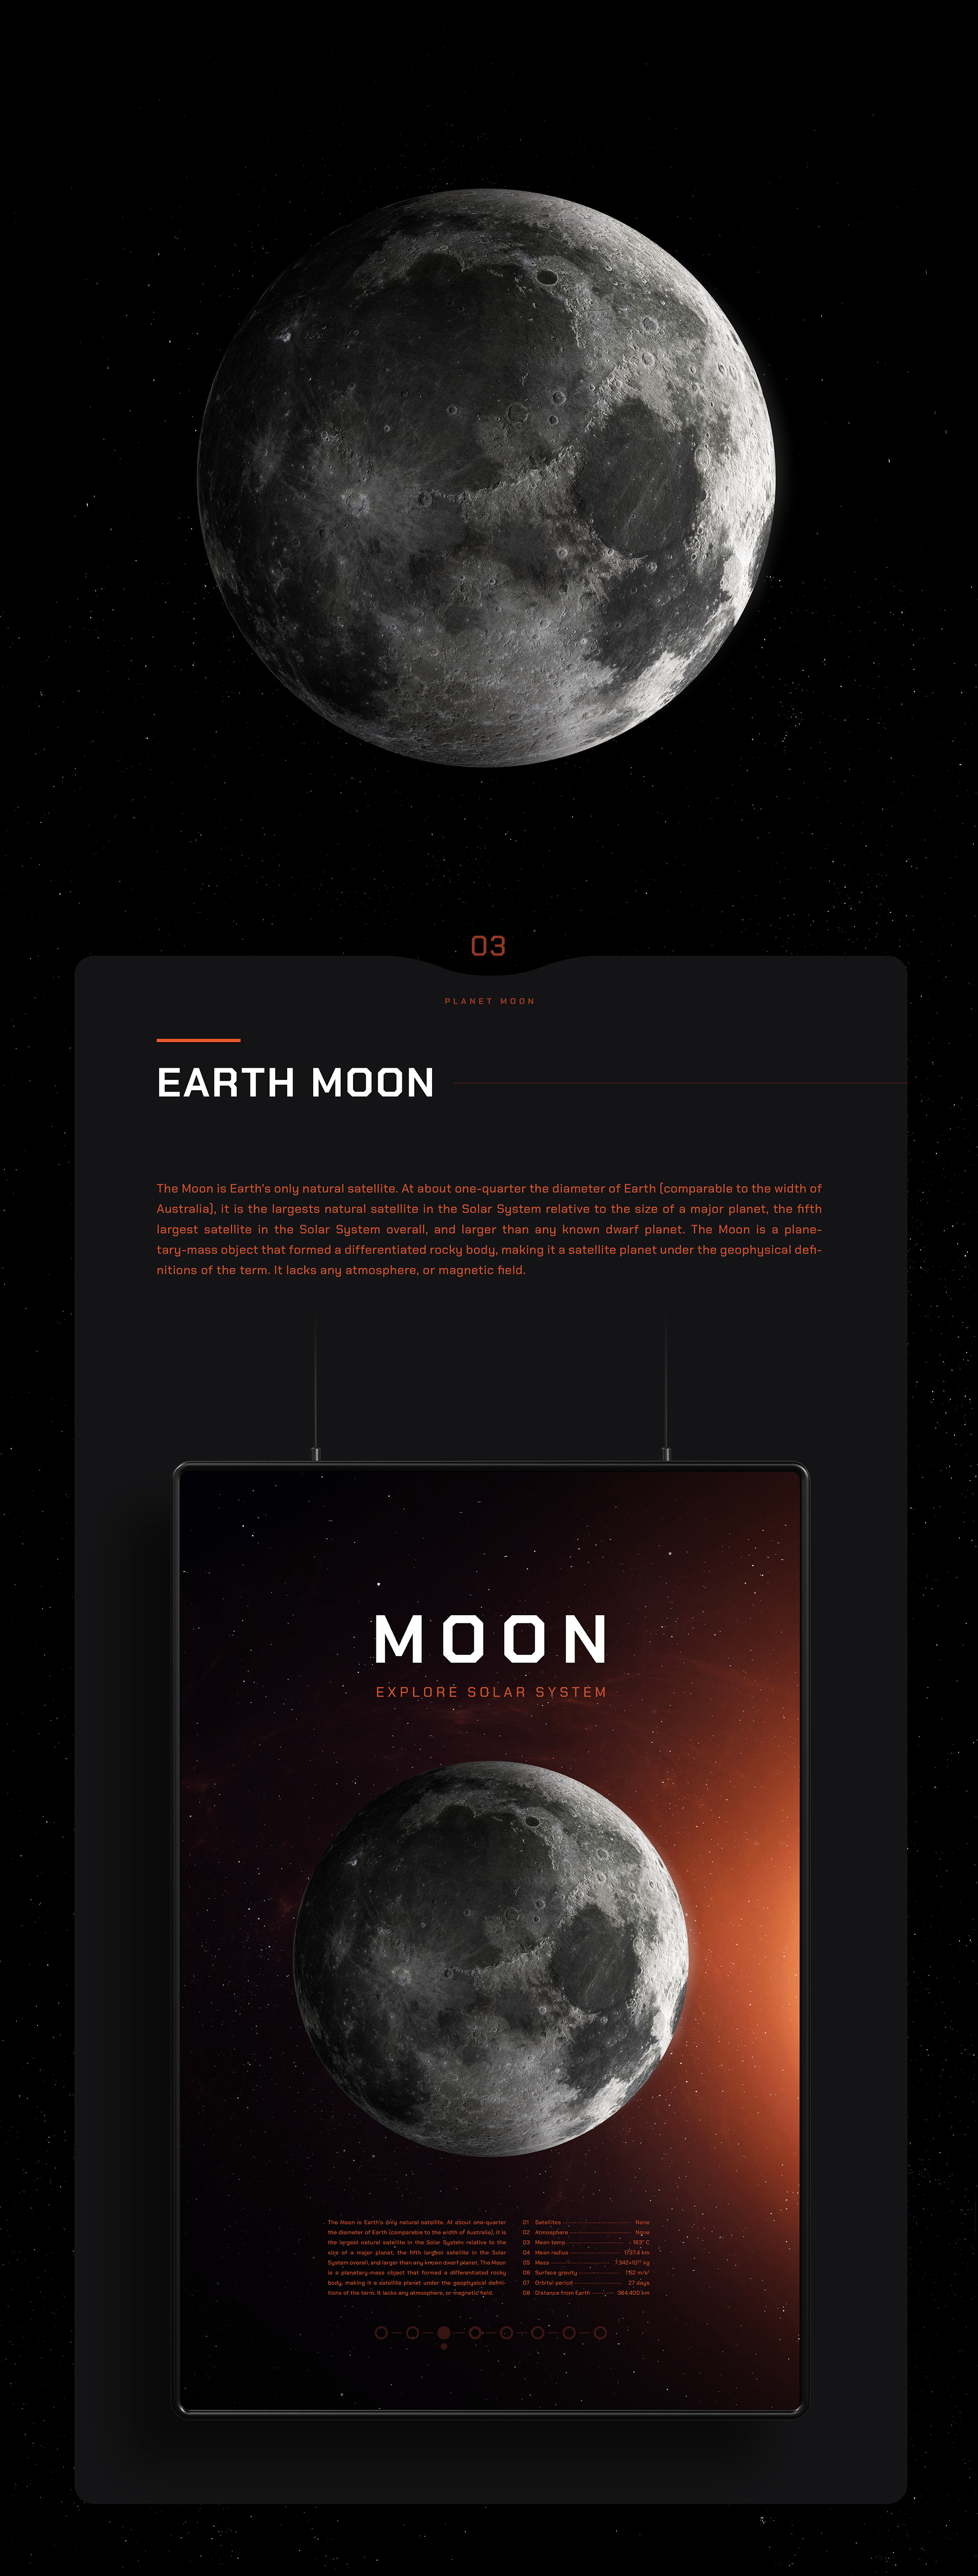 03
PLANET MOON
EARTH MOON
The Moon is Earth's only natural satellite. At about one-quarter the diameter of Earth (comparable to the width of
Australia), it is the largests natural satellite in the Solar System relative to the size of a major planet, the fifth
largest satellite in the Solar System overall, and larger than any known dwarf planet. The Moon is a plane-
tary-mass object that formed a differentiated rocky body, making it a satellite planet under the geophysical defi-
nitions of the term. It lacks any atmosphere, or magnetic field.
MOON
EXPLORE SOLAR SYSTEM
The Moon is Earth's only natural satellite. At about one-quarter
the diameter of Earth (comparable to the width of Australia), it is
the largest natural satellite in the Solar System relative to the
size of a major planet, the fifth largest satellite in the Solar
System overall, and larger than any known dwarf planet. The Moon
is a planetary-mass object that formed a differentiated rocky
body, making it a satellite planet under the geophysical defini-
tions of the term. It lacks any atmosphere, or magnetic field.
01 Satellites None
02 Atmosphere None
03 Mean temp - 183° C
04 Mean radius 1737.4 km
05 Mass 7.342×10²² kg
06 Surface gravity 1.62 m/s²
07 Orbital period 27 days
08 Distance from Earth 384.400 km